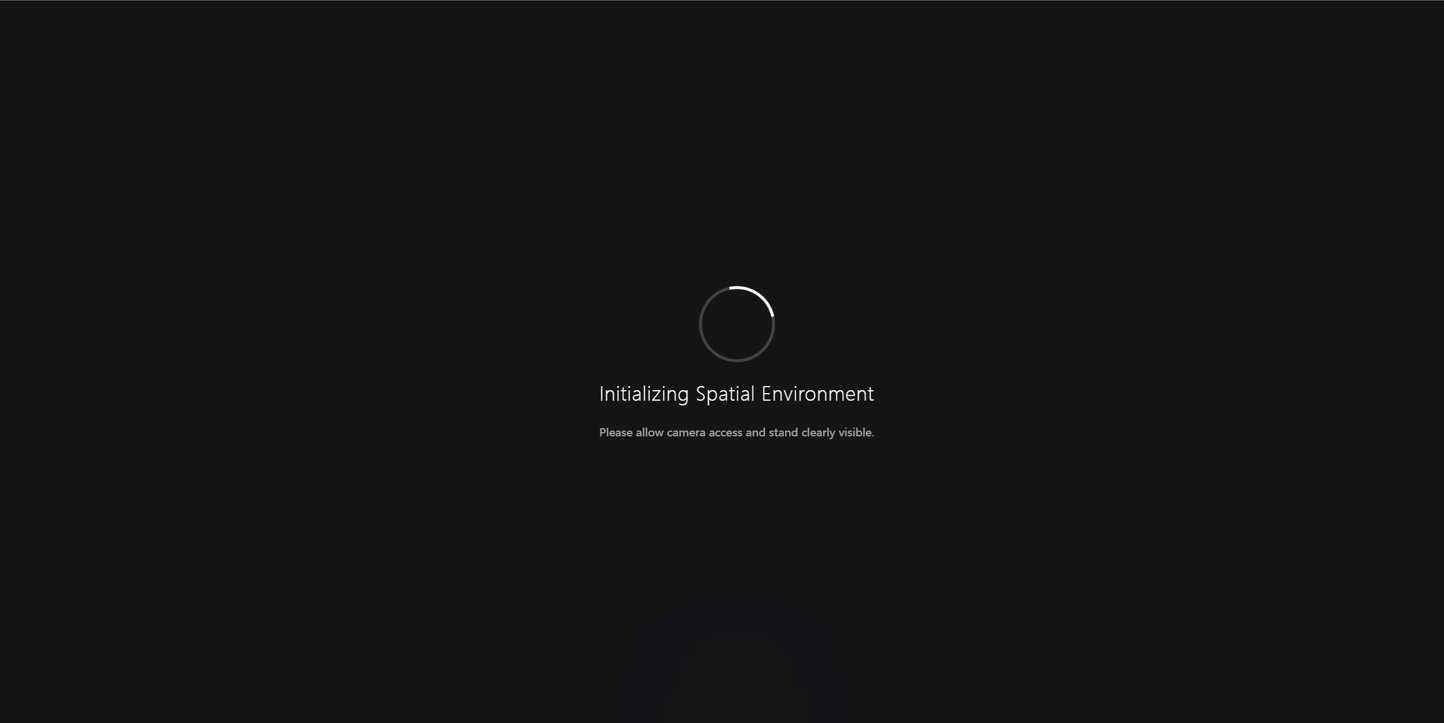 Initializing Spatial Environment
Please allow camera access and stand clearly visible.